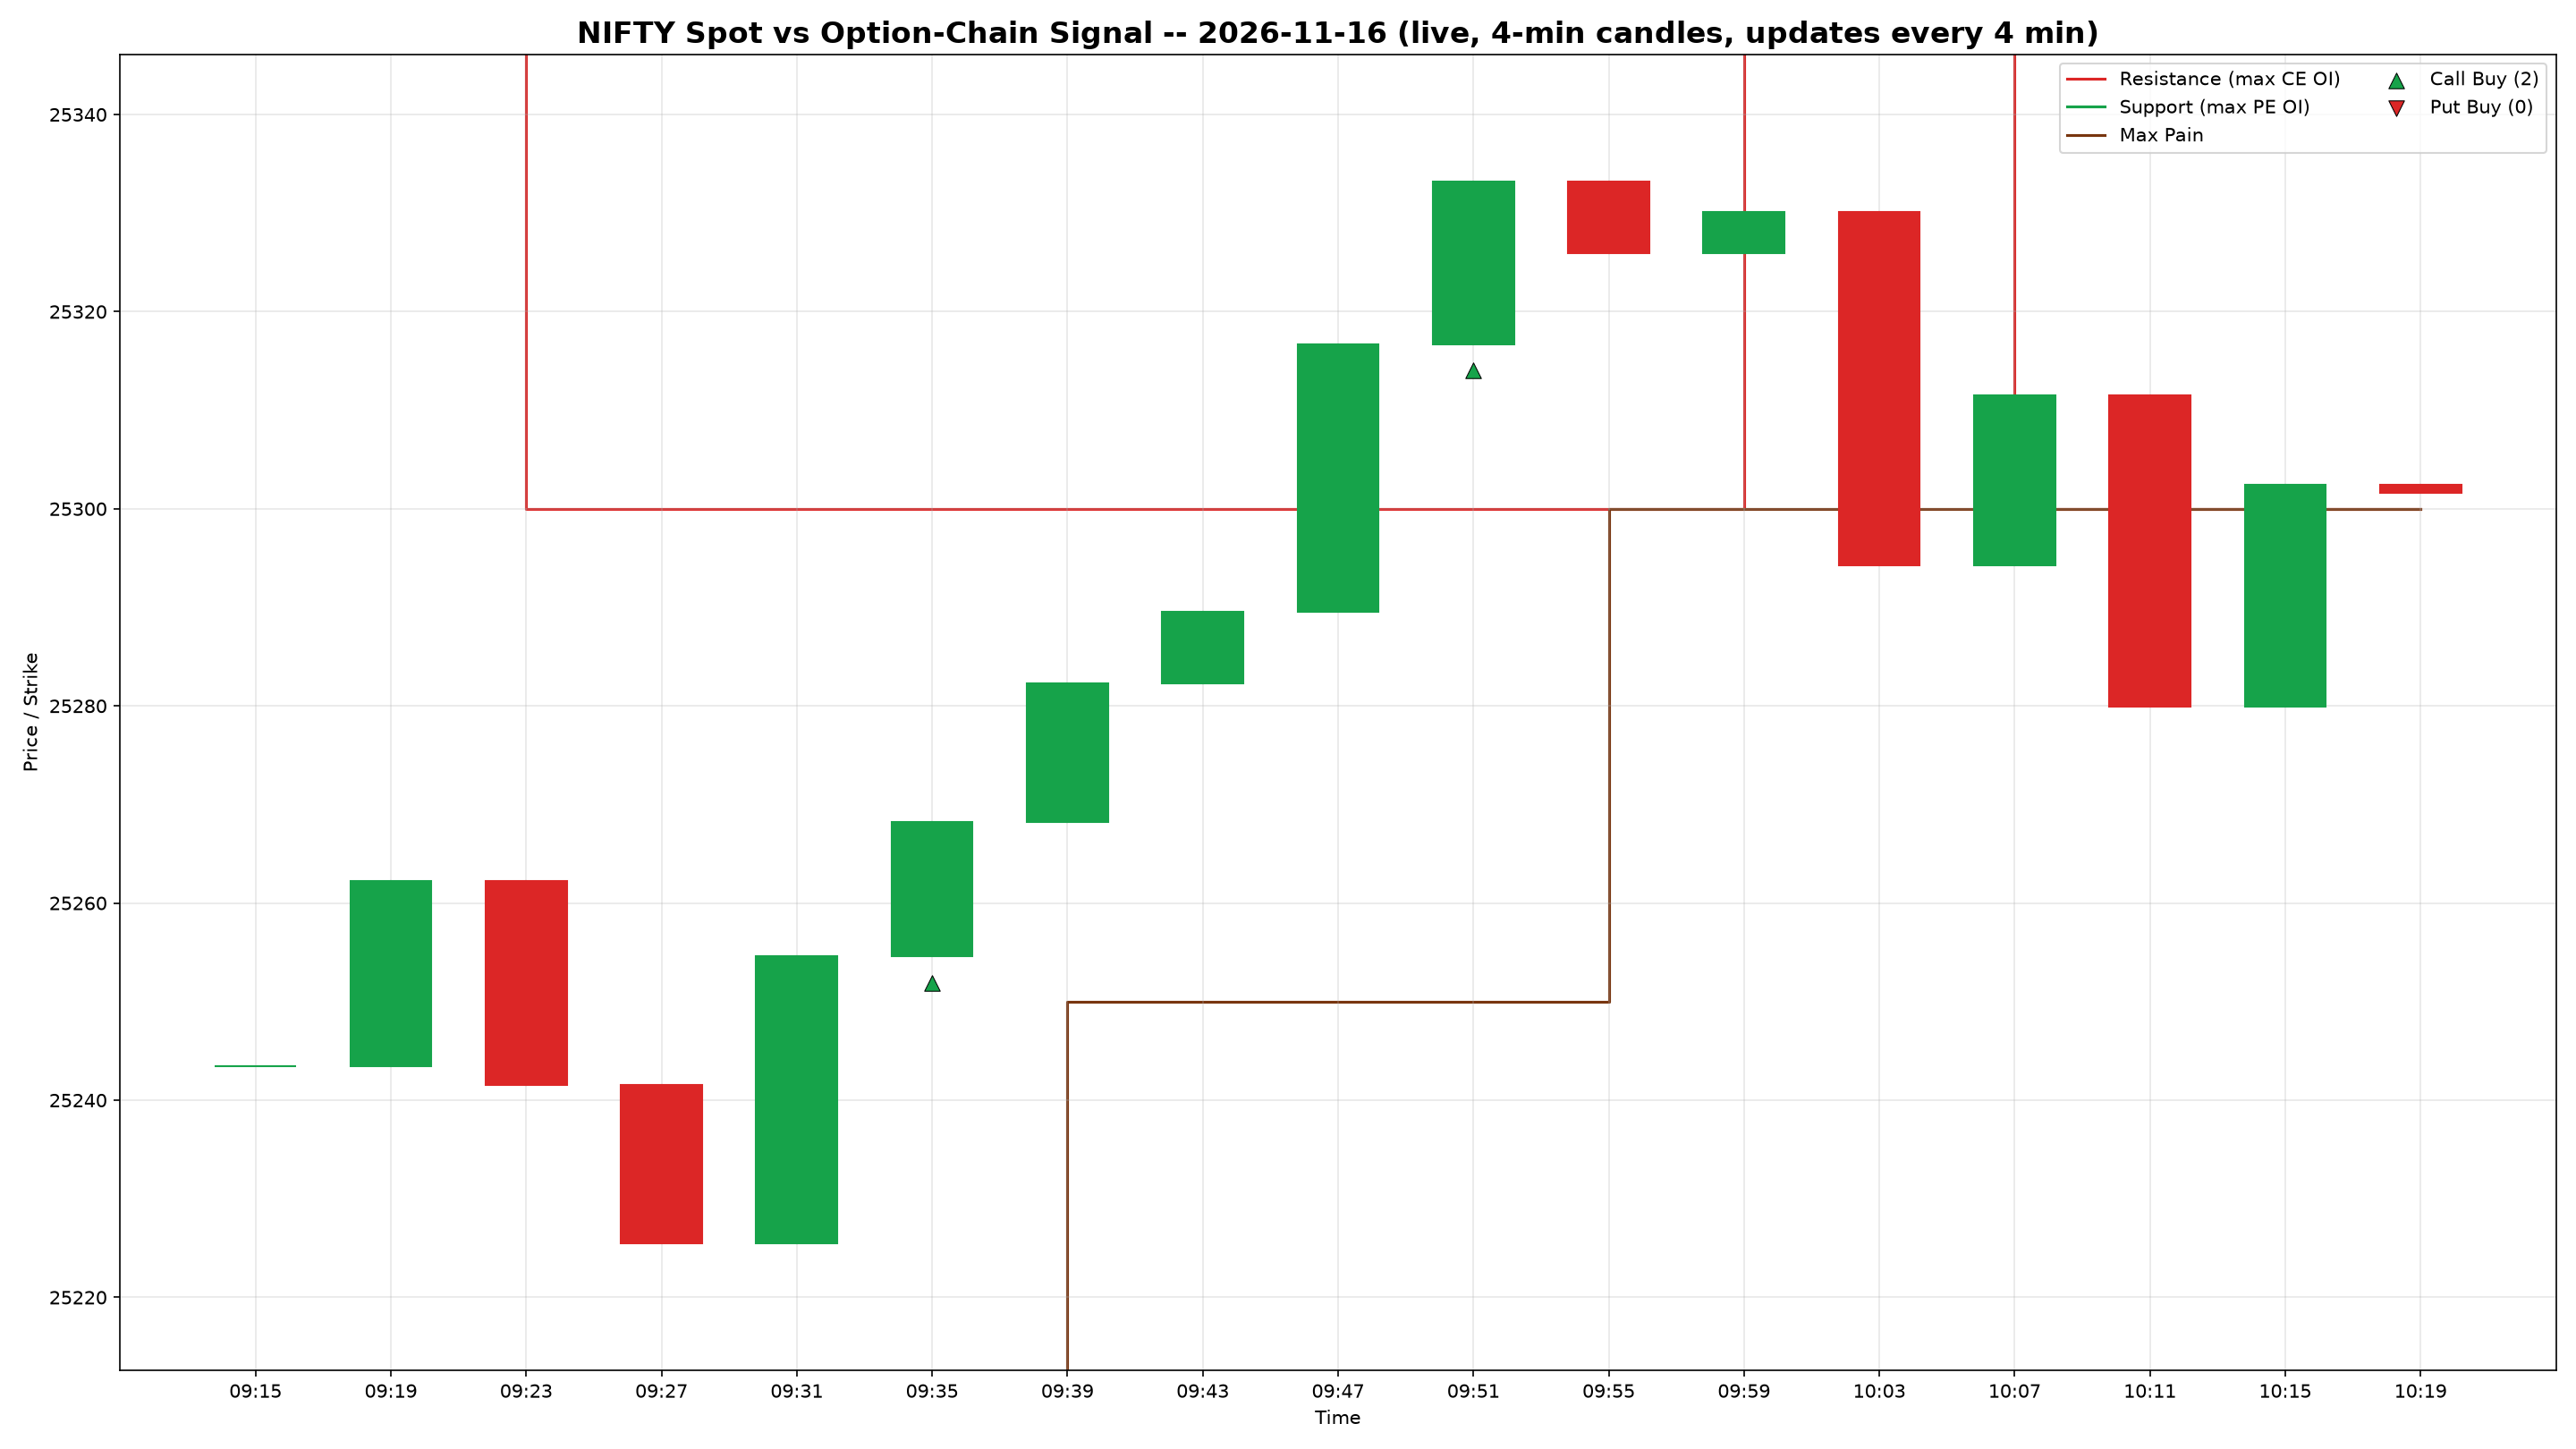 NIFTY Spot vs Option-Chain Signal -- 2026-11-16 (live, 4-min candles, updates every 4 min)
Resistance (max CE OI)
Support (max PE OI)
Max Pain
Call Buy (2)
Put Buy (0)
Price / Strike
25340
25320
25300
25280
25260
25240
25220
09:15 09:19 09:23 09:27 09:31 09:35 09:39 09:43 09:47 09:51 09:55 09:59 10:03 10:07 10:11 10:15 10:19
Time